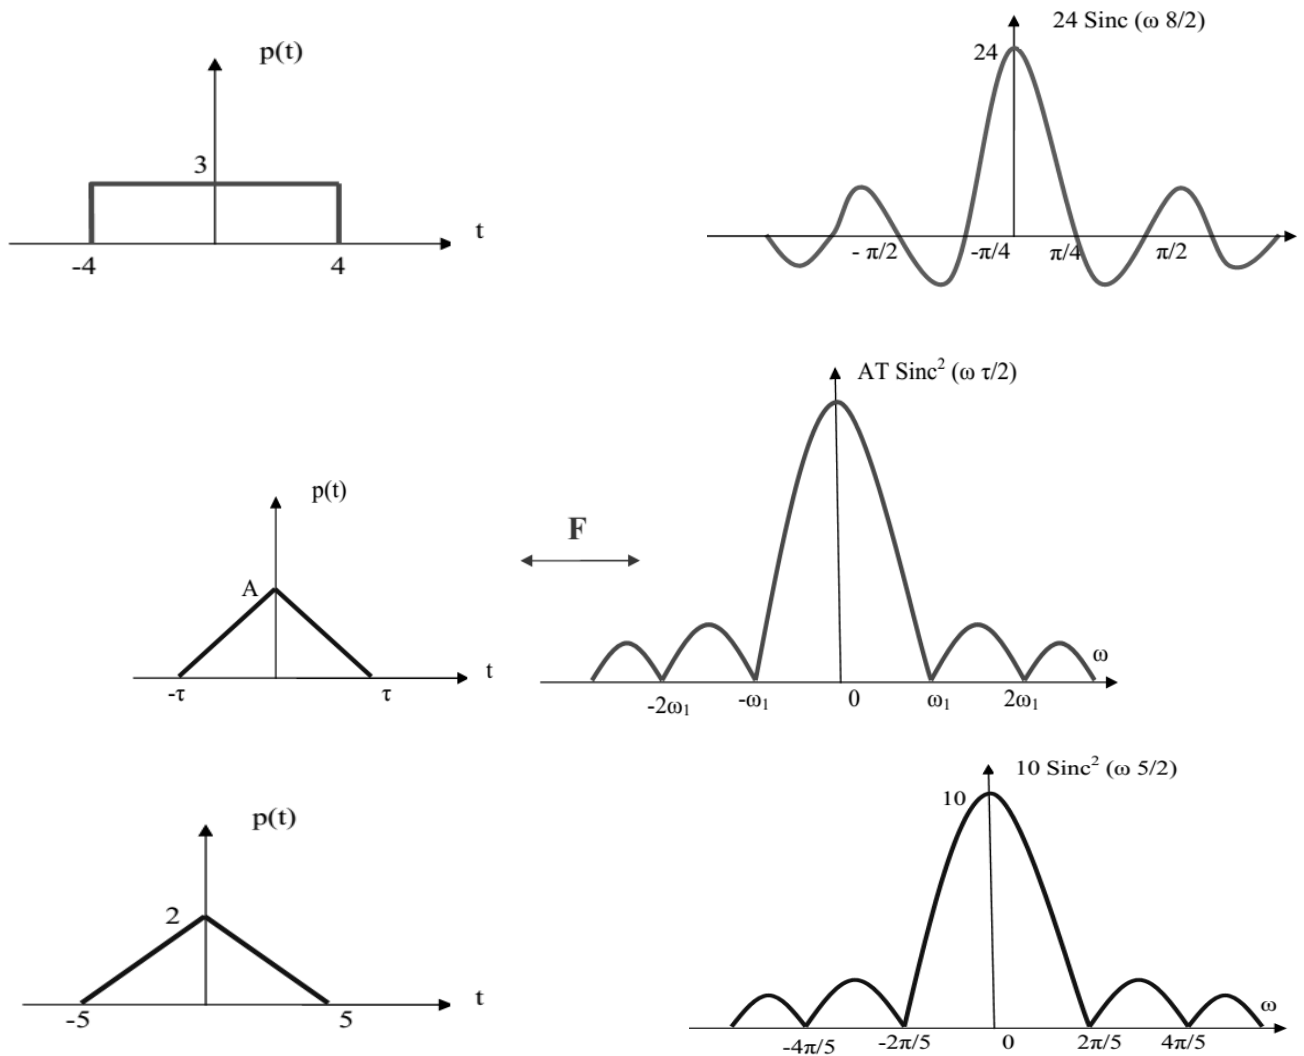 p(t)
3
t
-4
4
24 Sinc (ω 8/2)
24
- π/2
-π/4
π/4
π/2
p(t)
A
t
-τ
τ
F
AT Sinc² (ω τ/2)
ω
-2ω₁
-ω₁
0
ω₁
2ω₁
p(t)
2
t
-5
5
10 Sinc² (ω 5/2)
10
ω
-4π/5
-2π/5
0
2π/5
4π/5